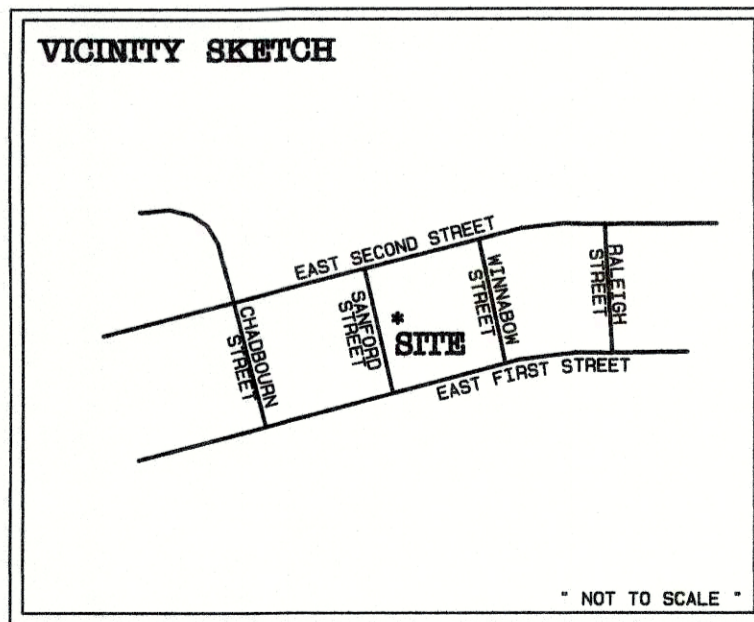 VICINITY SKETCH
EAST SECOND STREET
CHADBOURN
STREET
SANFORD
STREET
WINNABOW
STREET
RALEIGH
STREET
*
SITE
EAST FIRST STREET
" NOT TO SCALE "